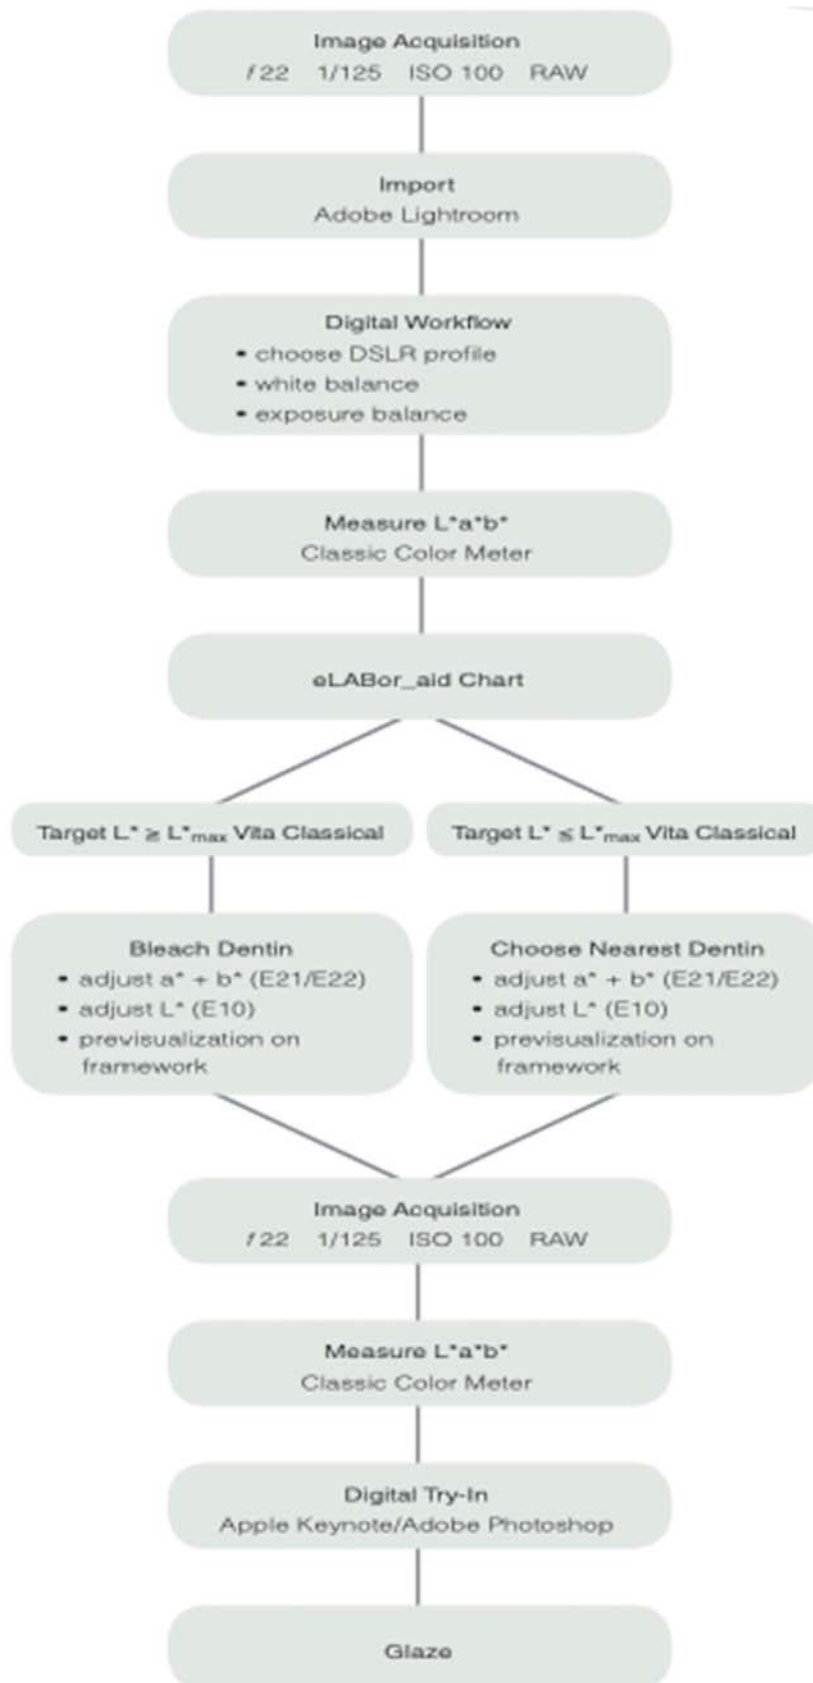 Image Acquisition
f 22 1/125 ISO 100 RAW
Import
Adobe Lightroom
Digital Workflow
• choose DSLR profile
• white balance
• exposure balance
Measure L*a*b*
Classic Color Meter
eLABor_aid Chart
Target L* ≥ L*max Vita Classical
Target L* ≤ L*max Vita Classical
Bleach Dentin
• adjust a* + b* (E21/E22)
• adjust L* (E10)
• previsualization on
framework
Choose Nearest Dentin
• adjust a* + b* (E21/E22)
• adjust L* (E10)
• previsualization on
framework
Image Acquisition
f 22 1/125 ISO 100 RAW
Measure L*a*b*
Classic Color Meter
Digital Try-In
Apple Keynote/Adobe Photoshop
Glaze